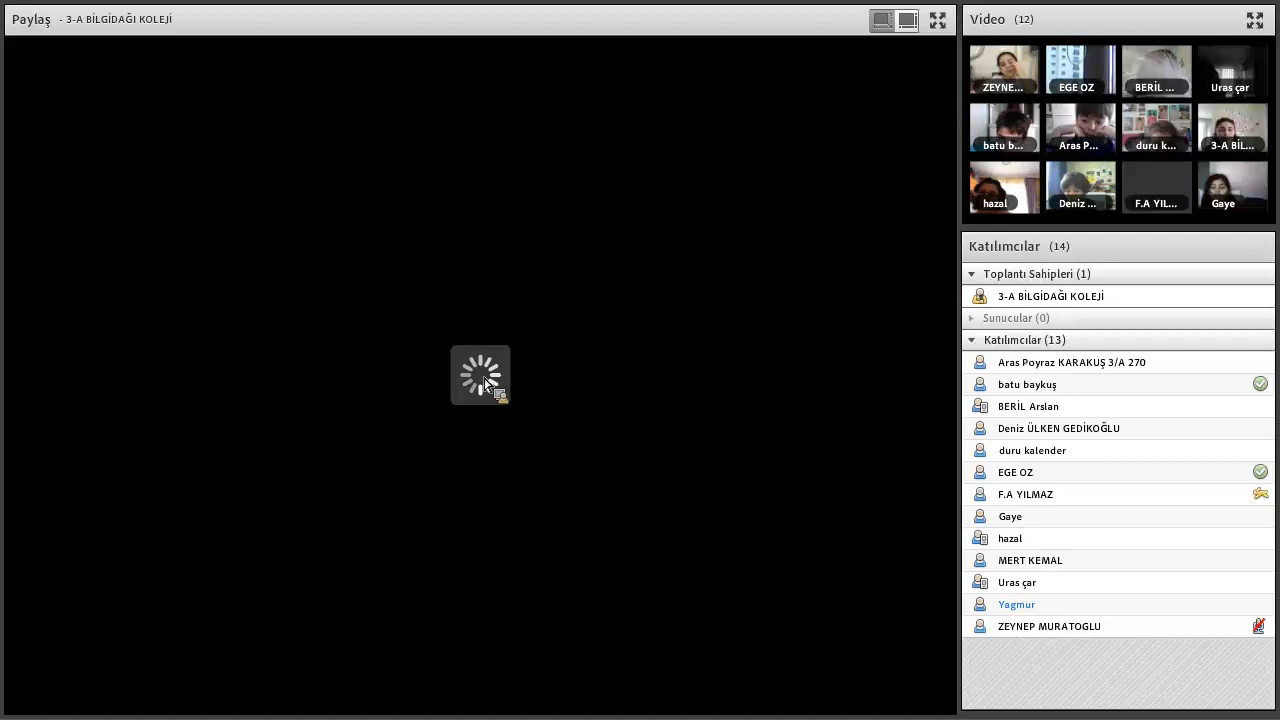 Paylaş - 3-A BİLGİDAĞI KOLEJİ
Video (12)
ZEYNE...
EGE OZ
BERİL ...
Uras çar
batu b...
Aras P...
duru k...
3-A BİL...
hazal
Deniz ...
F.A YIL...
Gaye
Katılımcılar (14)
Toplantı Sahipleri (1)
3-A BİLGİDAĞI KOLEJİ
Sunucular (0)
Katılımcılar (13)
Aras Poyraz KARAKUŞ 3/A 270
batu baykuş
BERİL Arslan
Deniz ÜLKEN GEDİKOĞLU
duru kalender
EGE OZ
F.A YILMAZ
Gaye
hazal
MERT KEMAL
Uras çar
Yagmur
ZEYNEP MURATOGLU